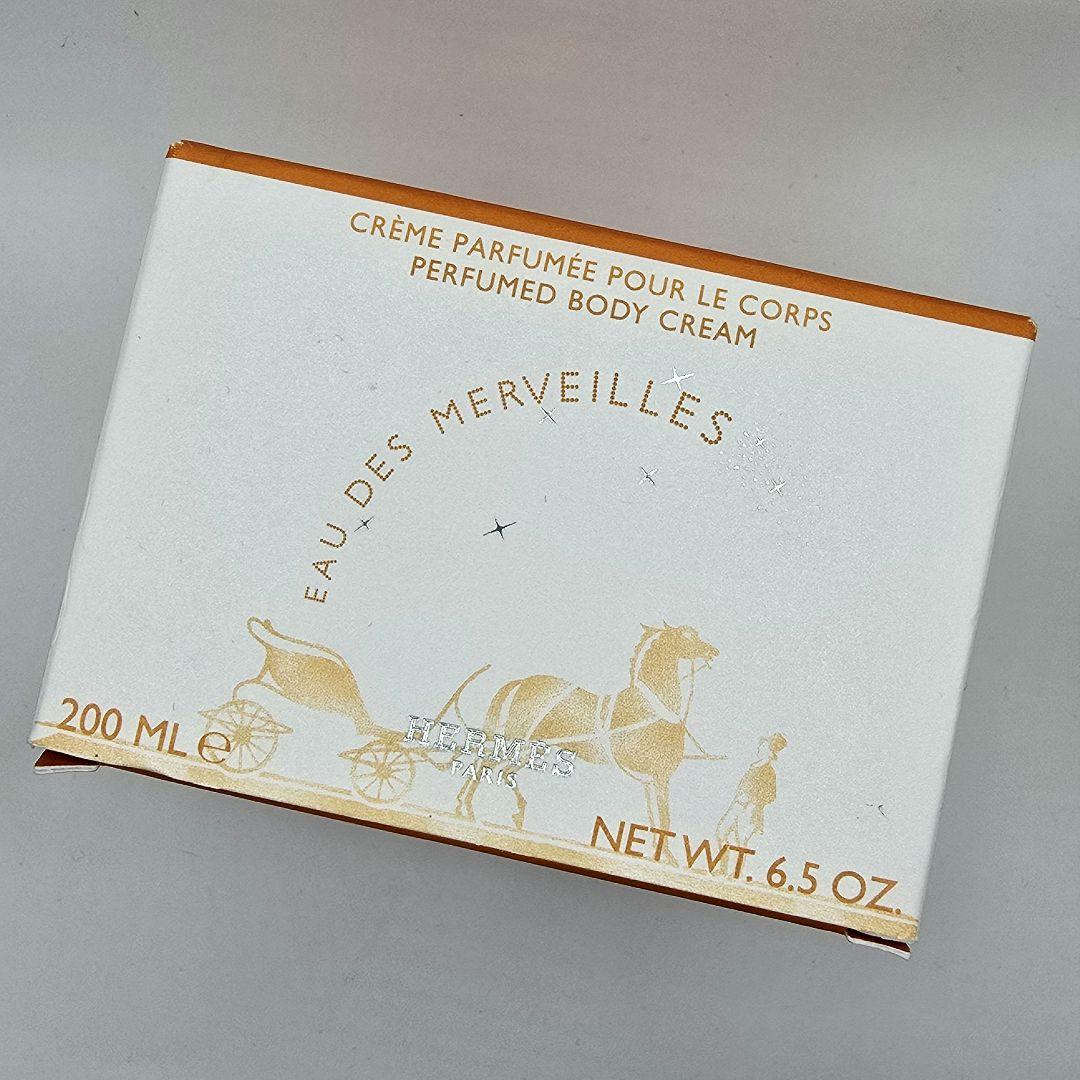 CRÈME PARFUMÉE POUR LE CORPS
PERFUMED BODY CREAM
EAU DES MERVEILLES
200 ML ℮
HERMÈS
PARIS
NET WT. 6.5 OZ.